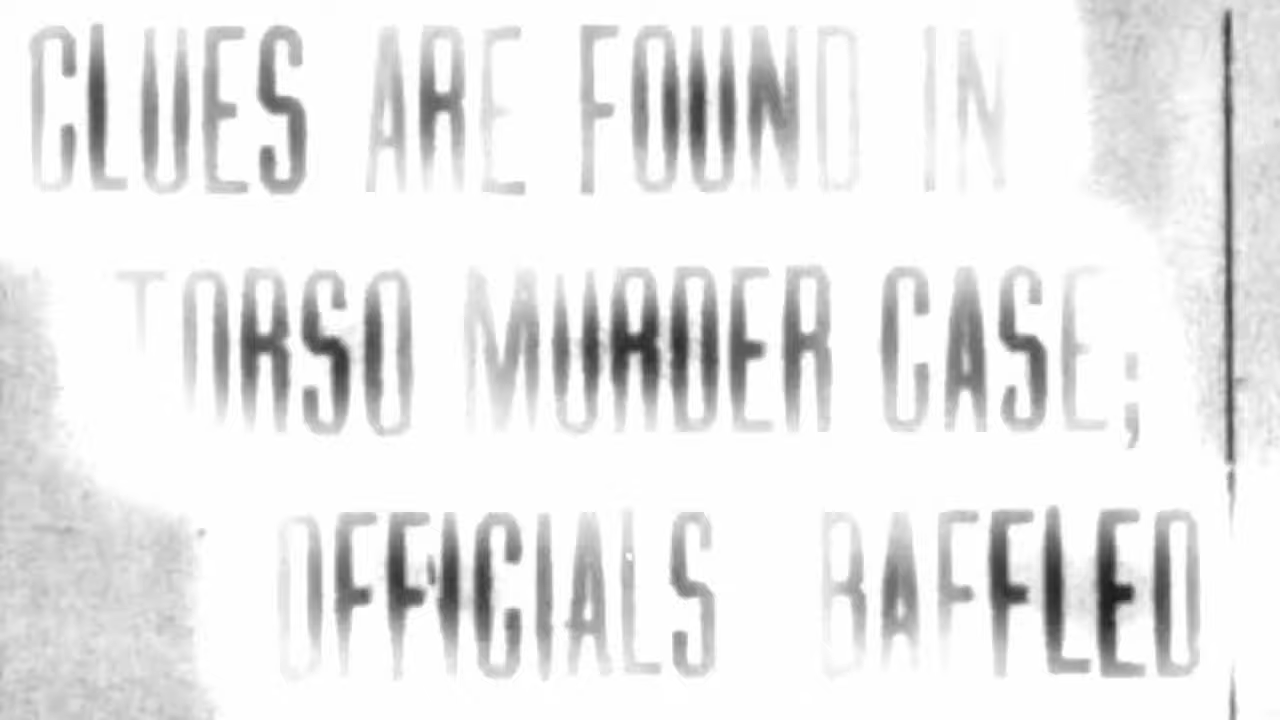 CLUES ARE FOUND IN
TORSO MURDER CASE;
OFFICIALS BAFFLED